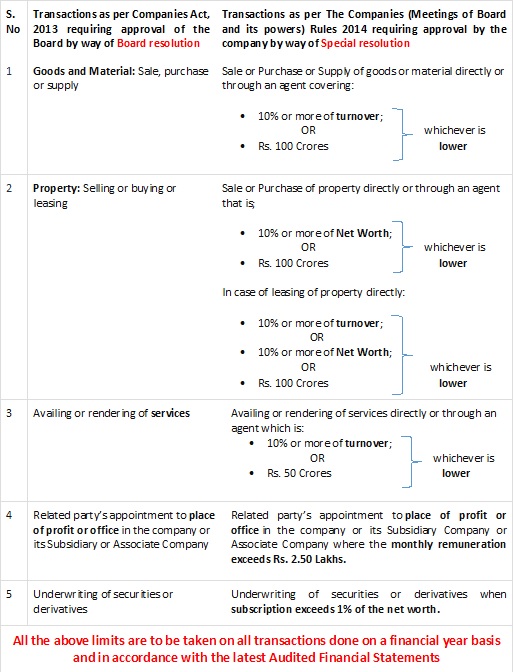 S. No
Transactions as per Companies Act,
2013 requiring approval of the
Board by way of Board resolution
Transactions as per The Companies (Meetings of Board
and its powers) Rules 2014 requiring approval by the
company by way of Special resolution
1
Goods and Material: Sale, purchase
or supply
Sale or Purchase or Supply of goods or material directly or
through an agent covering:
• 10% or more of turnover;
OR
• Rs. 100 Crores
whichever is
lower
2
Property: Selling or buying or
leasing
Sale or Purchase of property directly or through an agent
that is;
• 10% or more of Net Worth;
OR
• Rs. 100 Crores
whichever is
lower
In case of leasing of property directly:
• 10% or more of turnover;
OR
• 10% or more of Net Worth;
OR
• Rs. 100 Crores
whichever is
lower
3
Availing or rendering of services
Availing or rendering of services directly or through an
agent which is:
• 10% or more of turnover;
OR
• Rs. 50 Crores
whichever is
lower
4
Related party's appointment to place
of profit or office in the company or
its Subsidiary or Associate Company
Related party's appointment to place of profit or
office in the company or its Subsidiary Company or
Associate Company where the monthly remuneration
exceeds Rs. 2.50 Lakhs.
5
Underwriting of securities or
derivatives
Underwriting of securities or derivatives when
subscription exceeds 1% of the net worth.
All the above limits are to be taken on all transactions done on a financial year basis
and in accordance with the latest Audited Financial Statements